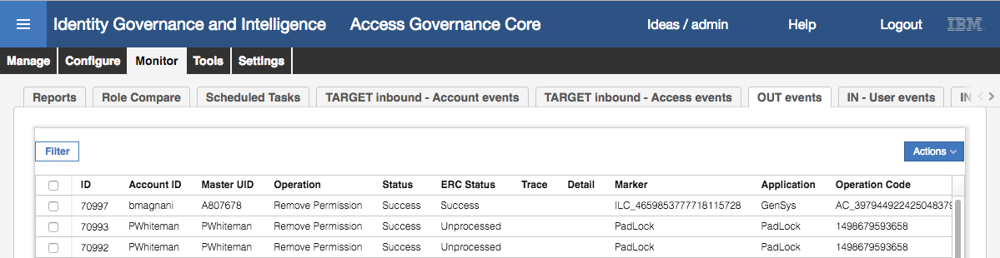 Identity Governance and Intelligence Access Governance Core Ideas / admin Help Logout IBM
Manage Configure Monitor Tools Settings
Reports Role Compare Scheduled Tasks TARGET inbound - Account events TARGET inbound - Access events OUT events IN - User events IN
Filter Actions
ID Account ID Master UID Operation Status ERC Status Trace Detail Marker Application Operation Code
70997 bmagnani A807678 Remove Permission Success Success ILC_4659853777718115728 GenSys AC_397944922425048379
70993 PWhiteman PWhiteman Remove Permission Success Unprocessed PadLock PadLock 1498679593658
70992 PWhiteman PWhiteman Remove Permission Success Unprocessed PadLock PadLock 1498679593658